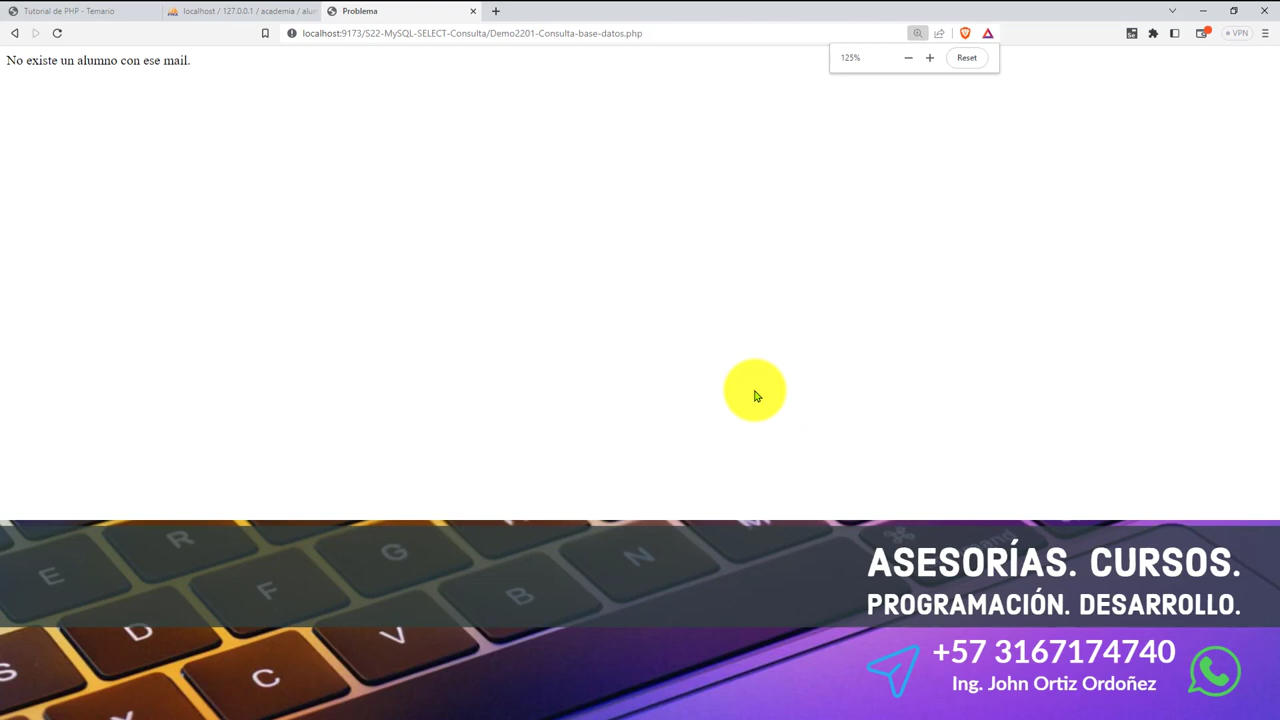 Tutorial de PHP - Temario
localhost / 127.0.0.1 / academia / alum
Problema
localhost:9173/S22-MySQL-SELECT-Consulta/Demo2201-Consulta-base-datos.php
VPN
125%
Reset
No existe un alumno con ese mail.
E
R
F
D
G
C
V
B
N
M
S
ASESORÍAS. CURSOS.
PROGRAMACIÓN. DESARROLLO.
+57 3167174740
Ing. John Ortiz Ordoñez